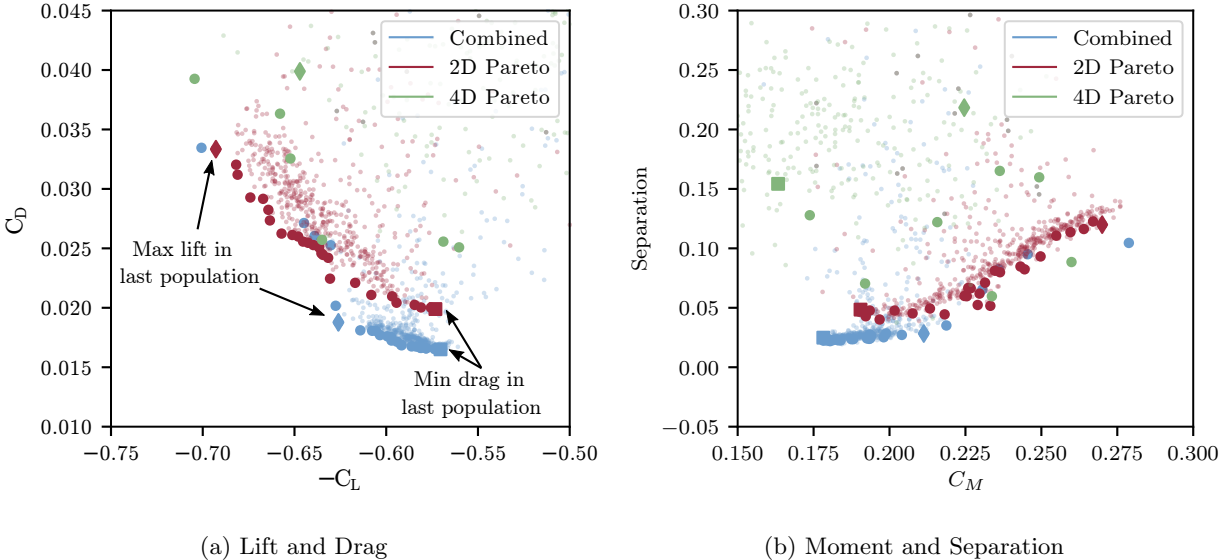 0.045
0.040
0.035
0.030
0.025
0.020
0.015
0.010
C_D
−0.75
−0.70
−0.65
−0.60
−0.55
−0.50
−C_L
Combined
2D Pareto
4D Pareto
Max lift in
last population
Min drag in
last population
(a) Lift and Drag
0.30
0.25
0.20
0.15
0.10
0.05
0.00
−0.05
Separation
0.150
0.175
0.200
0.225
0.250
0.275
0.300
C_M
Combined
2D Pareto
4D Pareto
(b) Moment and Separation